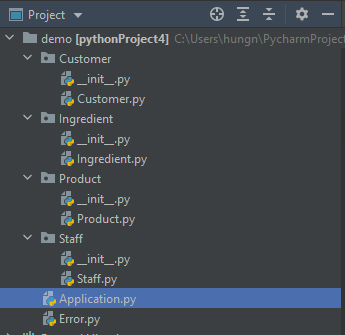 Project
demo [pythonProject4] C:\Users\hungn\PycharmProject
Customer
__init__.py
Customer.py
Ingredient
__init__.py
Ingredient.py
Product
__init__.py
Product.py
Staff
__init__.py
Staff.py
Application.py
Error.py